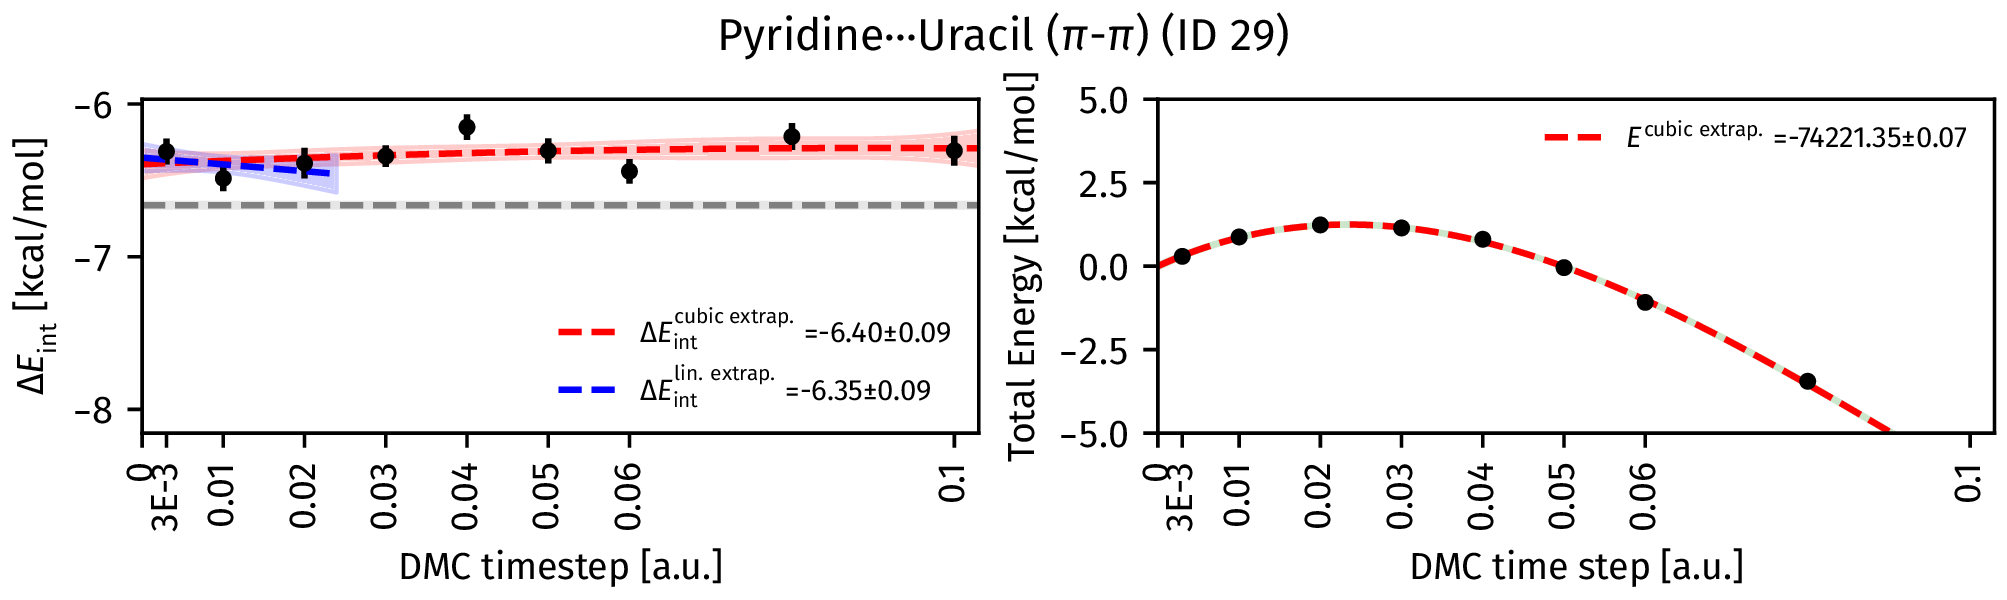 Pyridine···Uracil (π-π) (ID 29)
ΔE_int [kcal/mol]
−6
−7
−8
ΔE_int^cubic extrap. =-6.40±0.09
ΔE_int^lin. extrap. =-6.35±0.09
0
3E-3
0.01
0.02
0.03
0.04
0.05
0.06
0.1
DMC timestep [a.u.]
Total Energy [kcal/mol]
5.0
2.5
0.0
−2.5
−5.0
E^cubic extrap. =-74221.35±0.07
0
3E-3
0.01
0.02
0.03
0.04
0.05
0.06
0.1
DMC time step [a.u.]